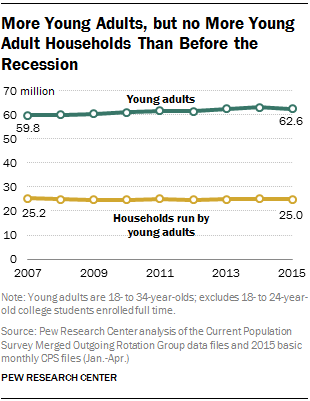 More Young Adults, but no More Young
Adult Households Than Before the
Recession
70 million
Young adults
60
59.8
62.6
50
40
30
25.2
25.0
20
Households run by
young adults
10
0
2007
2009
2011
2013
2015
Note: Young adults are 18- to 34-year-olds; excludes 18- to 24-year-
old college students enrolled full time.
Source: Pew Research Center analysis of the Current Population
Survey Merged Outgoing Rotation Group data files and 2015 basic
monthly CPS files (Jan.-Apr.)
PEW RESEARCH CENTER